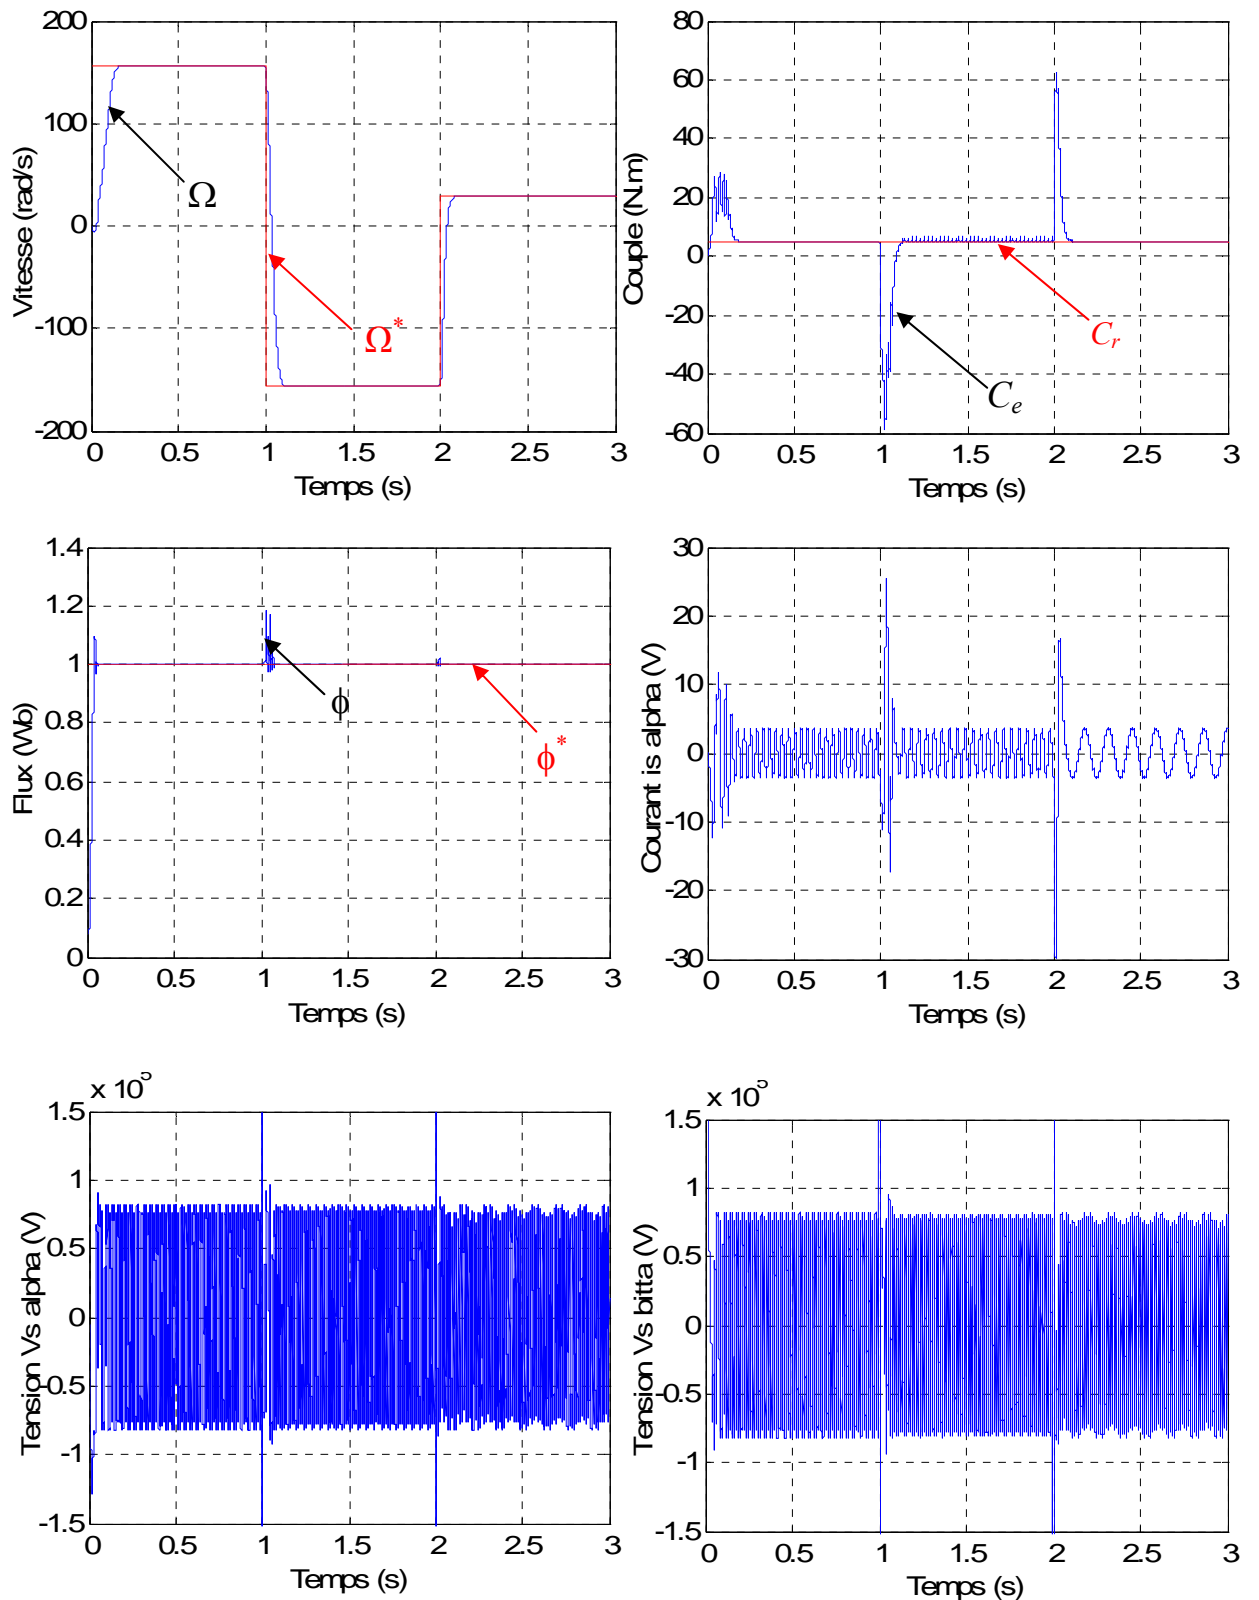 200
100
0
-100
-200
Vitesse (rad/s)
0 0.5 1 1.5 2 2.5 3
Temps (s)
Ω
Ω*
80
60
40
20
0
-20
-40
-60
Couple (N.m)
0 0.5 1 1.5 2 2.5 3
Temps (s)
Cr
Ce
1.4
1.2
1
0.8
0.6
0.4
0.2
0
Flux (Wb)
0 0.5 1 1.5 2 2.5 3
Temps (s)
ϕ
ϕ*
30
20
10
0
-10
-20
-30
Courant is alpha (V)
0 0.5 1 1.5 2 2.5 3
Temps (s)
x 10
1.5
1
0.5
0
-0.5
-1
-1.5
Tension Vs alpha (V)
0 0.5 1 1.5 2 2.5 3
Temps (s)
x 10
1.5
1
0.5
0
-0.5
-1
-1.5
Tension Vs bitta (V)
0 0.5 1 1.5 2 2.5 3
Temps (s)